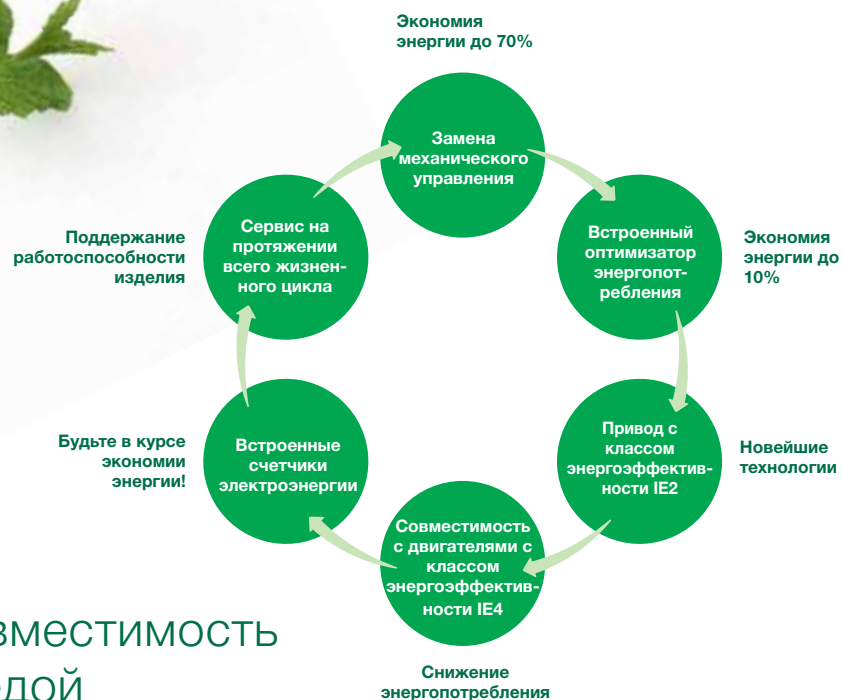 Экономия
энергии до 70%
Замена
механического
управления
Встроенный
оптимизатор
энергопот-
ребления
Экономия
энергии до
10%
Привод с
классом
энергоэффектив-
ности IE2
Новейшие
технологии
Совместимость
с двигателями с
классом
энергоэффектив-
ности IE4
Снижение
энергопотребления
Встроенные
счетчики
электроэнергии
Будьте в курсе
экономии
энергии!
Сервис на
протяжении
всего жизнен-
ного цикла
Поддержание
работоспособности
изделия
вместимость
едой